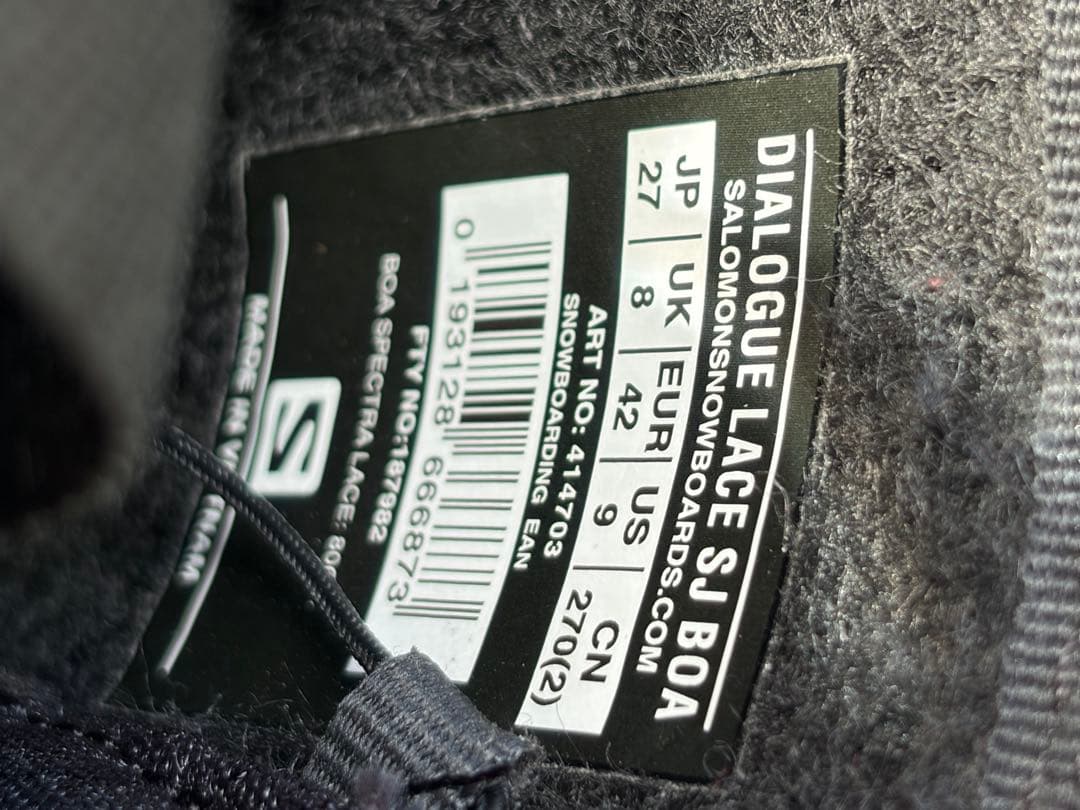 DIALOGUE LACE SJ BOA
SALOMONSNOWBOARDS.COM
JP UK EUR US CN
27 8 42 9 270(2)
ART NO: 414703
SNOWBOARDING EAN
0 193128 666873
FTY NO:187982
BOA SPECTRA LACE: 80
S
MADE IN